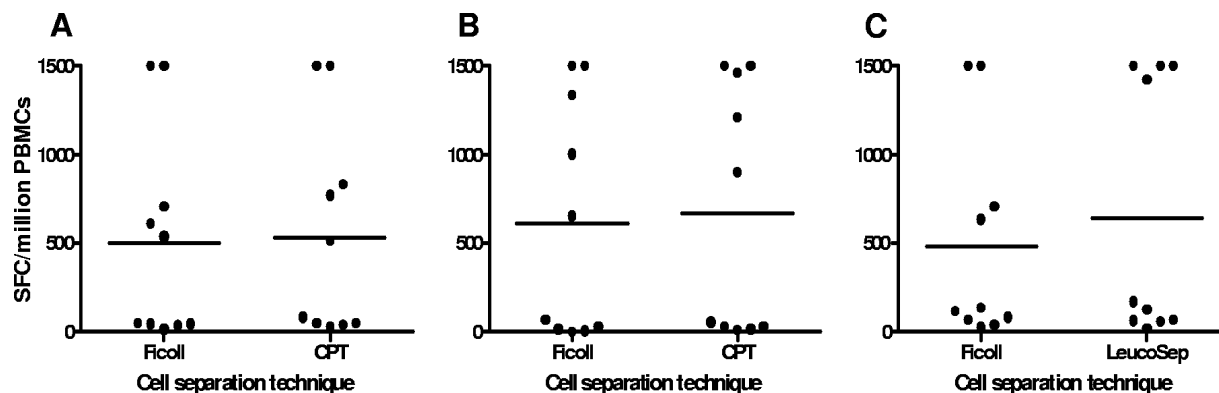 A
B
C
SFC/million PBMCs
1500
1000
500
0
Ficoll
CPT
Cell separation technique
1500
1000
500
0
Ficoll
CPT
Cell separation technique
1500
1000
500
0
Ficoll
LeucoSep
Cell separation technique